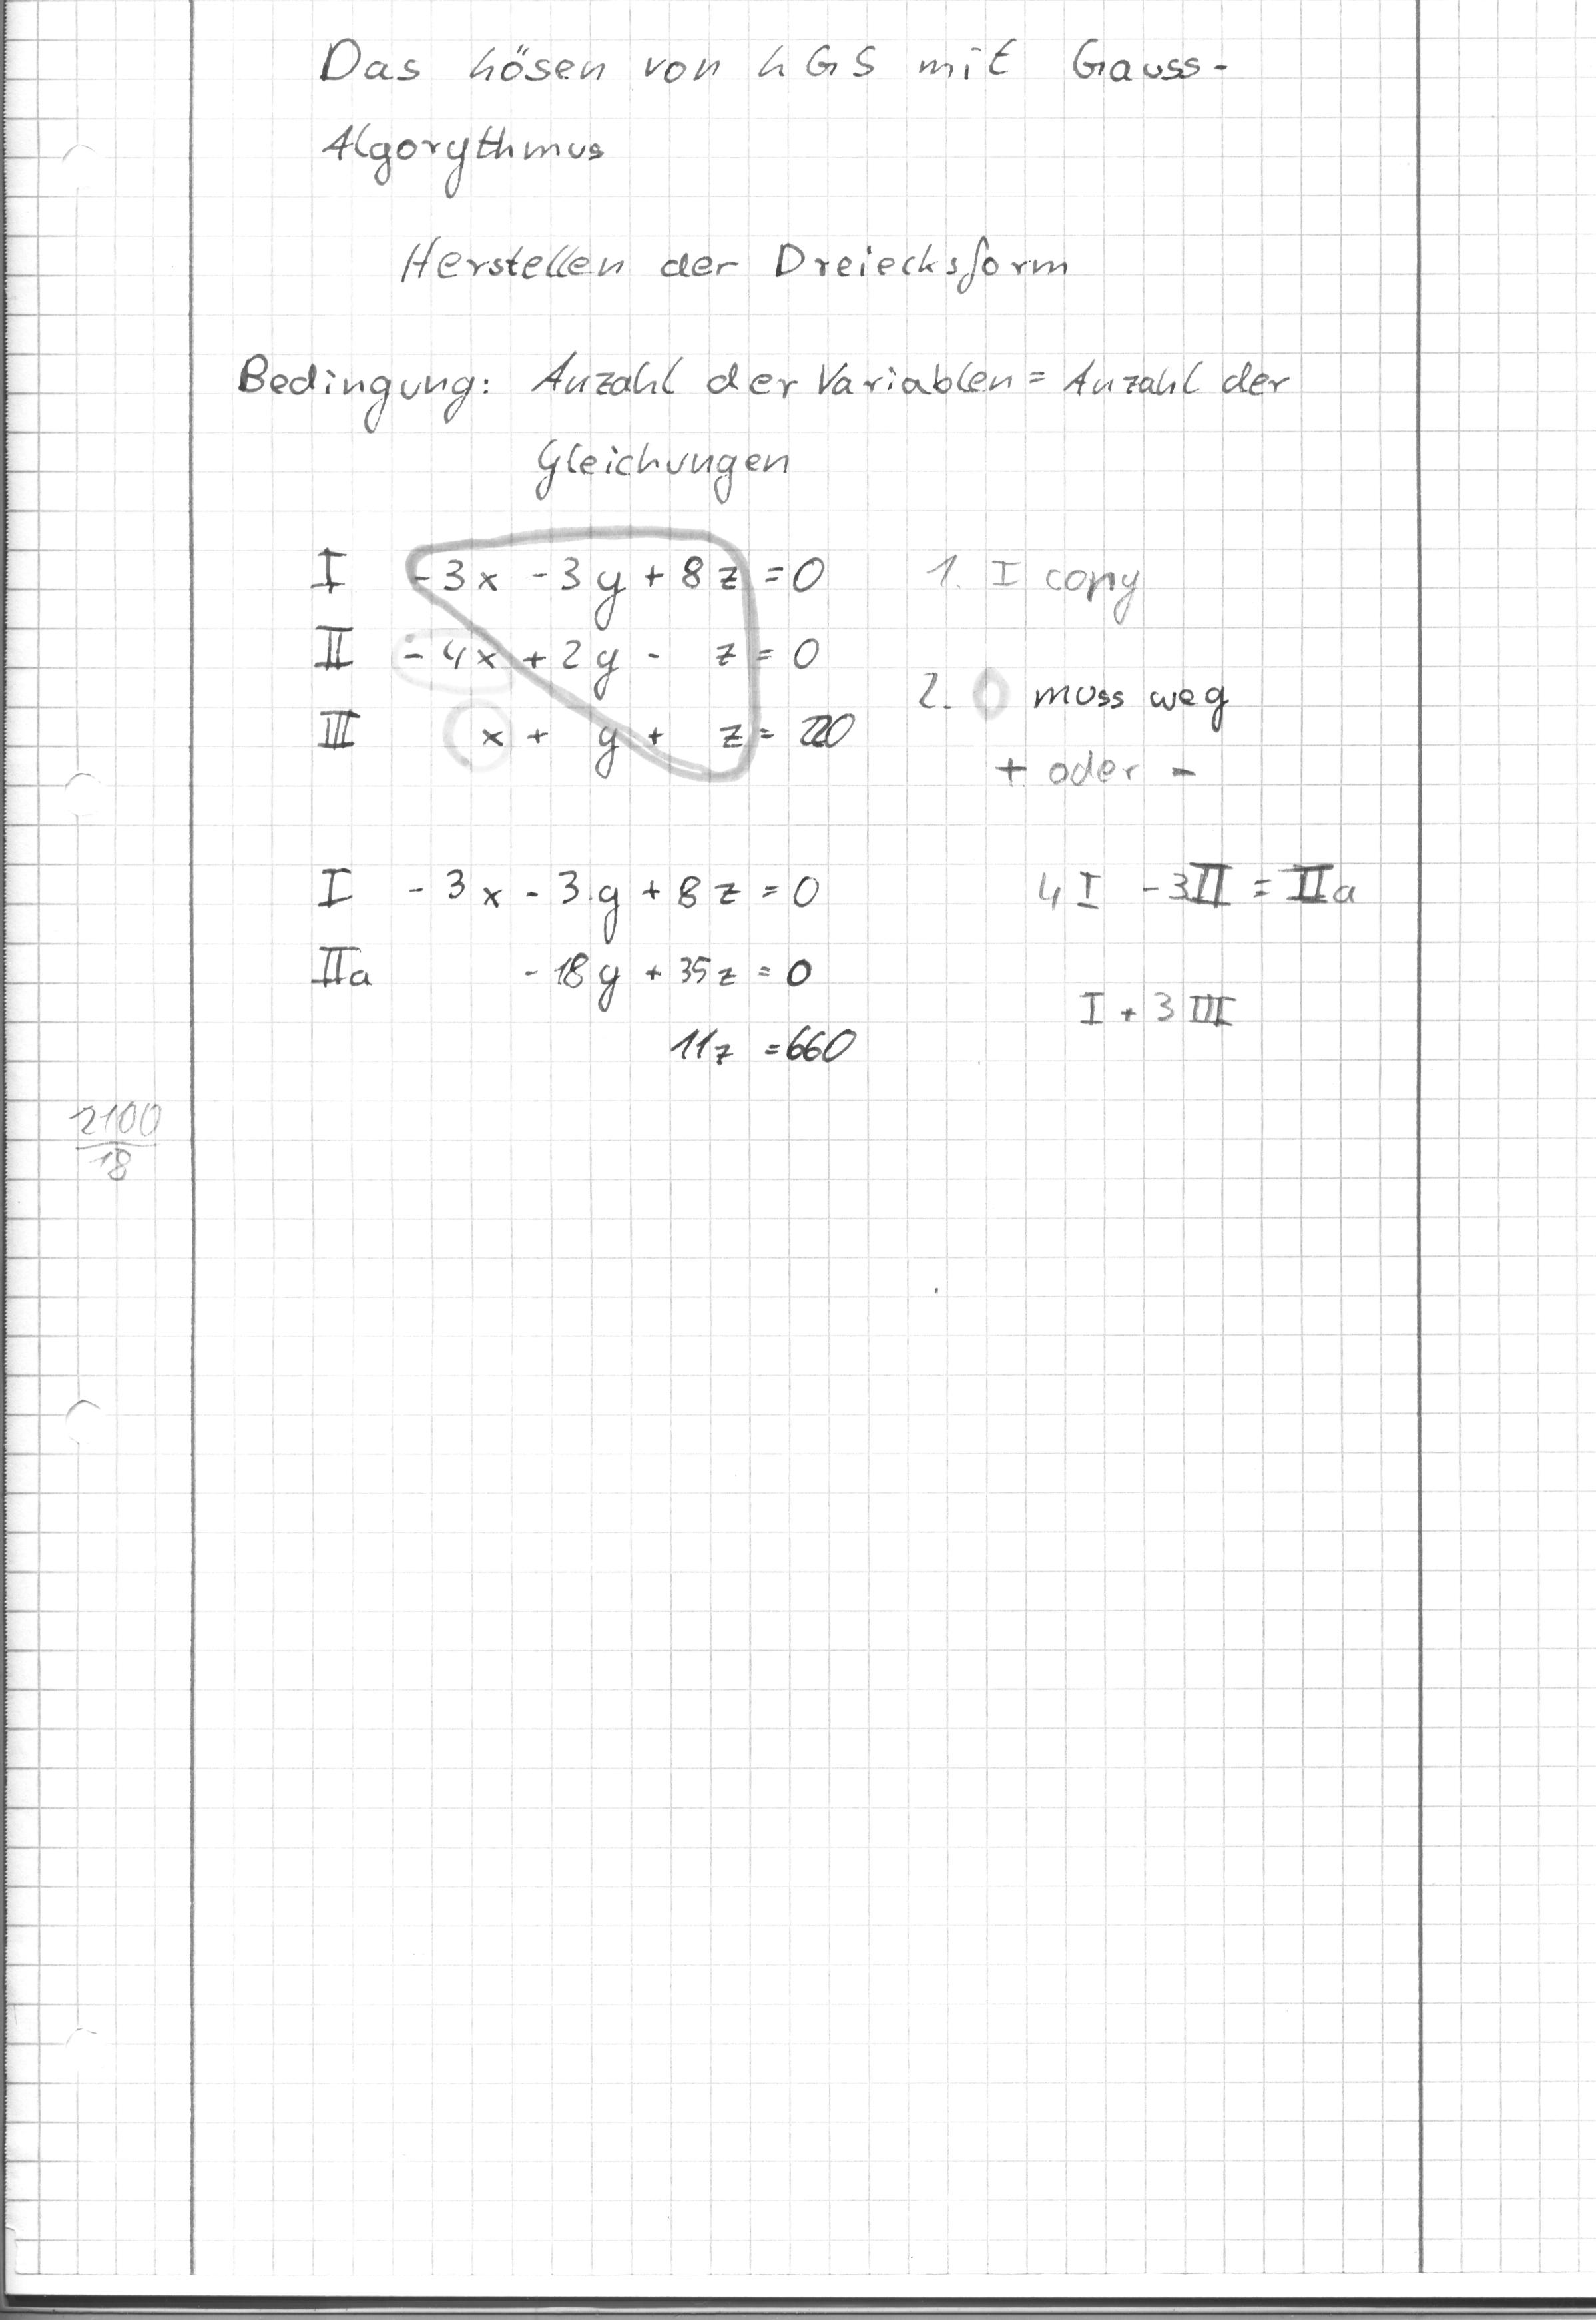 Das Lösen von LGS mit Gauss-
Algorythmus
Herstellen der Dreiecksform
Bedingung: Anzahl der Variablen = Anzahl der
Gleichungen
I -3x -3y + 8z = 0 1. I copy
II -4x + 2y - z = 0
2. 0 muss weg
III x + y + z = 220
+ oder -
I -3x - 3y + 8z = 0 4I -3II = IIa
IIa -18y + 35z = 0
I + 3III
11z = 660
2100
18